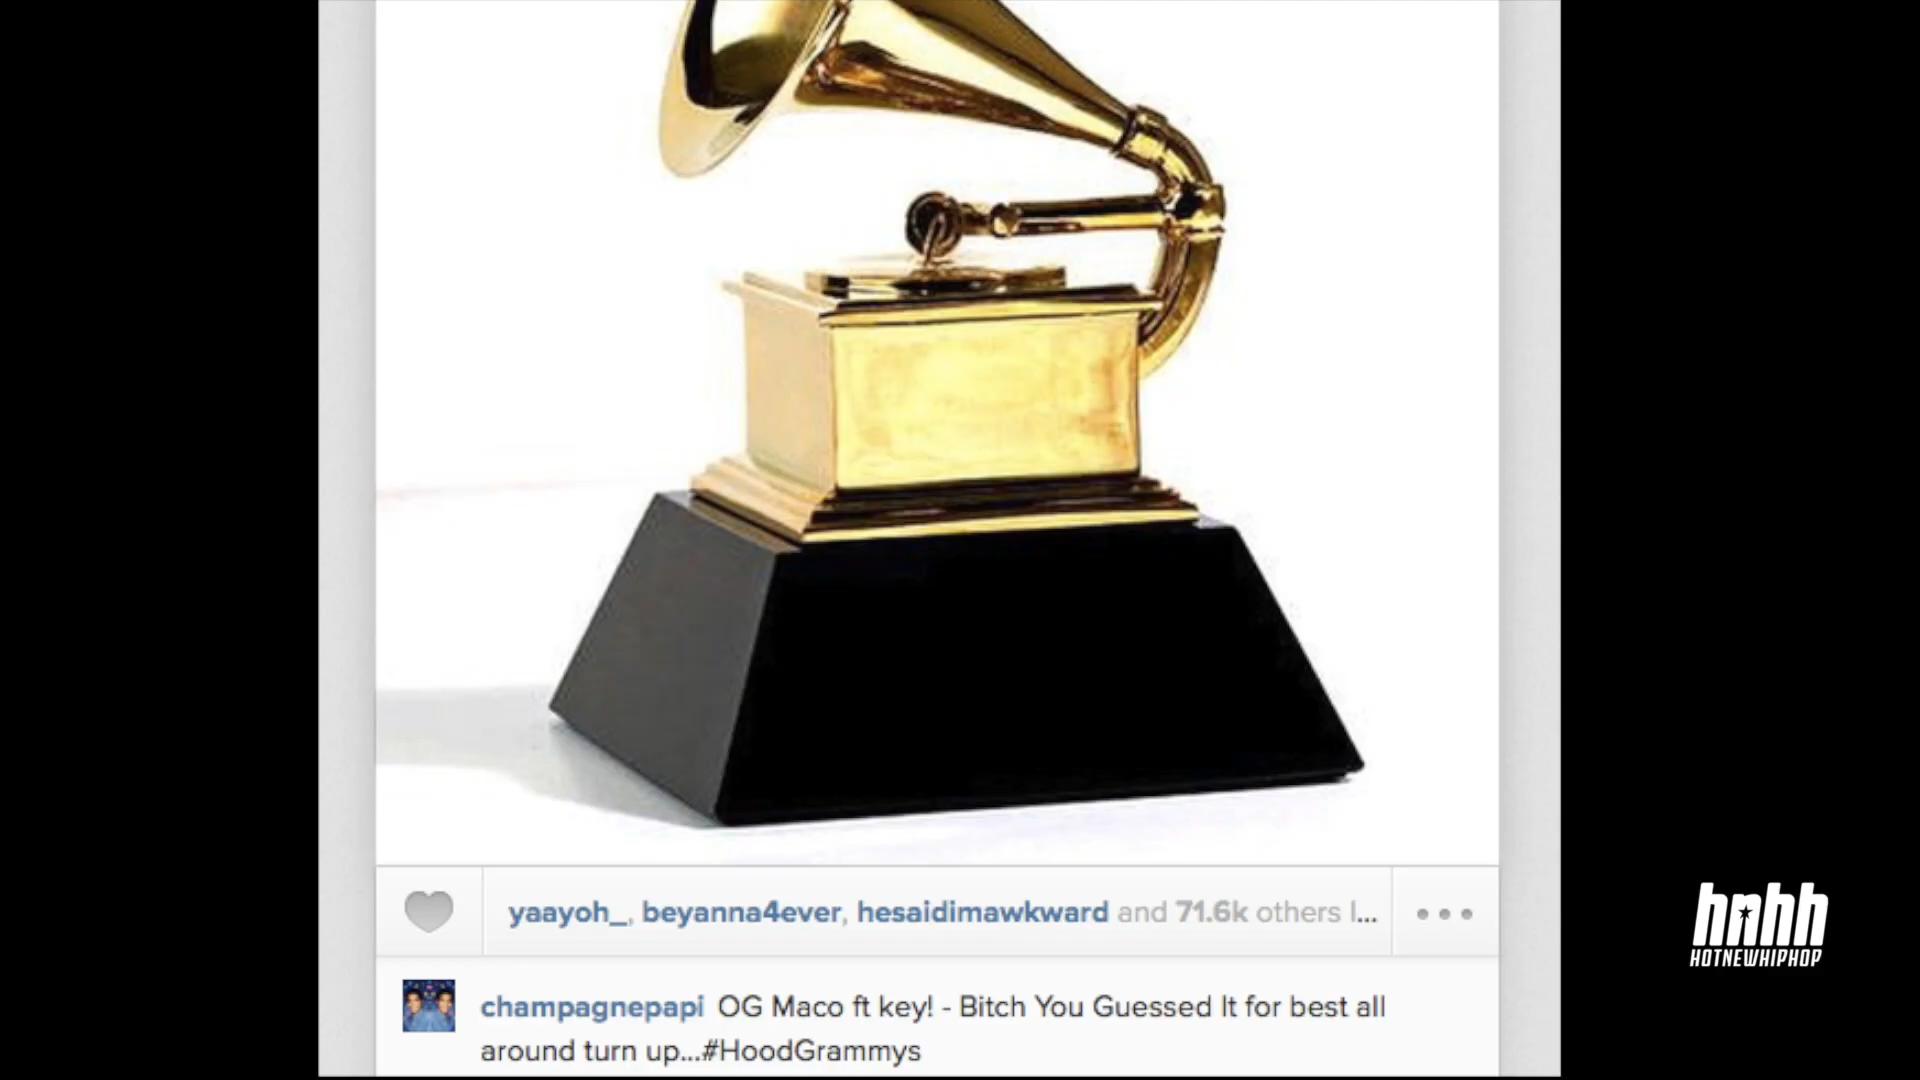 yaayoh_, beyanna4ever, hesaidimawkward and 71.6k others l...
champagnepapi OG Maco ft key! - Bitch You Guessed It for best all
around turn up...#HoodGrammys
hnhh
HOTNEWHIPHOP